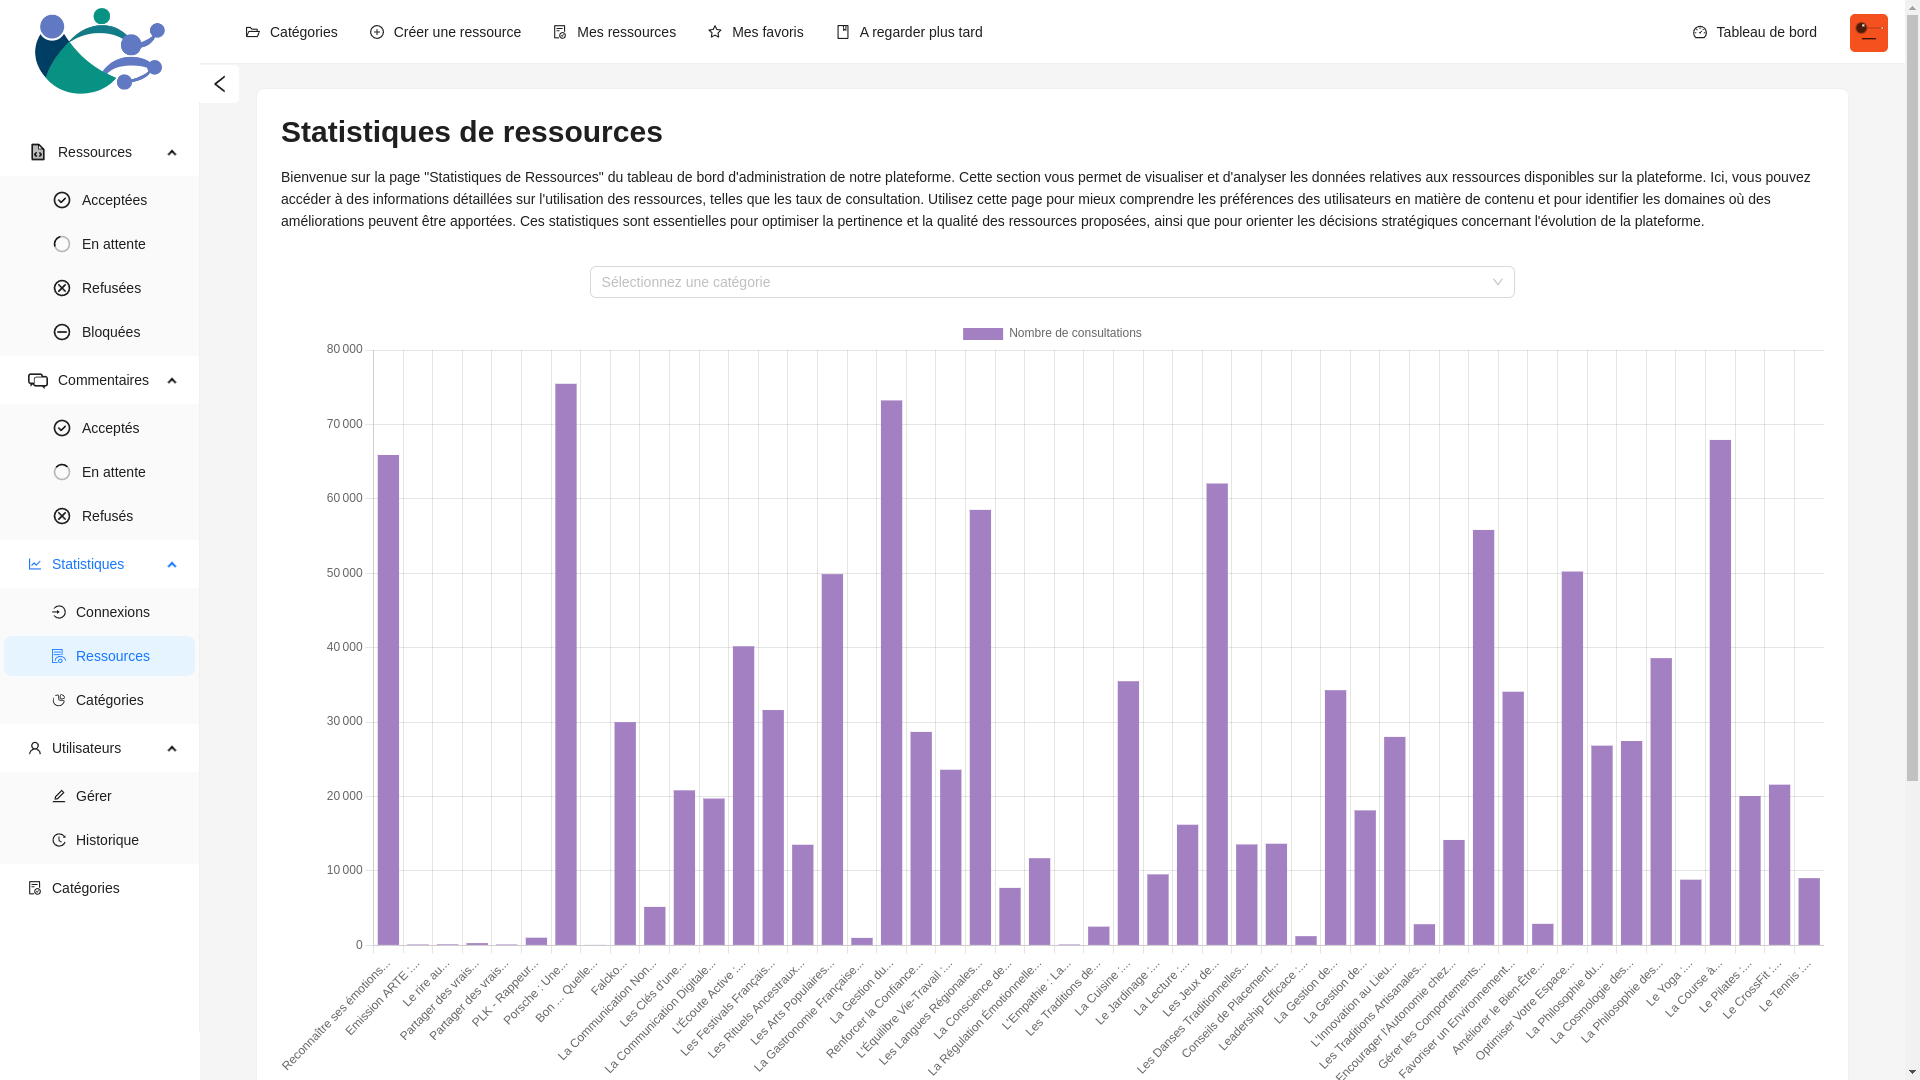 Catégories
Créer une ressource
Mes ressources
Mes favoris
A regarder plus tard
Tableau de bord
Ressources
Acceptées
En attente
Refusées
Bloquées
Commentaires
Acceptés
En attente
Refusés
Statistiques
Connexions
Ressources
Catégories
Utilisateurs
Gérer
Historique
Catégories
Statistiques de ressources
Bienvenue sur la page "Statistiques de Ressources" du tableau de bord d'administration de notre plateforme. Cette section vous permet de visualiser et d'analyser les données relatives aux ressources disponibles sur la plateforme. Ici, vous pouvez
accéder à des informations détaillées sur l'utilisation des ressources, telles que les taux de consultation. Utilisez cette page pour mieux comprendre les préférences des utilisateurs en matière de contenu et pour identifier les domaines où des
améliorations peuvent être apportées. Ces statistiques sont essentielles pour optimiser la pertinence et la qualité des ressources proposées, ainsi que pour orienter les décisions stratégiques concernant l'évolution de la plateforme.
Sélectionnez une catégorie
Nombre de consultations
80 000
70 000
60 000
50 000
40 000
30 000
20 000
10 000
0
Reconnaître ses émotions...
Emission ARTE :...
Le rire au...
Partager des vrais...
Partager des vrais...
PLK - Rappeur...
Porsche : Une...
Bon ... Quelle...
Falcko...
La Communication Non...
Les Clés d'une...
La Communication Digitale...
L'Écoute Active :...
Les Festivals Français...
Les Rituels Ancestraux...
Les Arts Populaires...
La Gastronomie Française...
La Gestion du...
Renforcer la Confiance...
L'Équilibre Vie-Travail :...
Les Langues Régionales...
La Conscience de...
La Régulation Émotionnelle...
L'Empathie : La...
Les Traditions de...
La Cuisine :...
Le Jardinage :...
La Lecture :...
Les Jeux de...
Les Danses Traditionnelles...
Conseils de Placement...
Leadership Efficace :...
La Gestion de...
La Gestion de...
L'Innovation au Lieu...
Les Traditions Artisanales...
Encourager l'Autonomie chez...
Gérer les Comportements...
Favoriser un Environnement...
Améliorer le Bien-Être...
Optimiser Votre Espace...
La Philosophie du...
La Cosmologie des...
La Philosophie des...
Le Yoga :...
La Course à...
Le Pilates :...
Le CrossFit :...
Le Tennis :...